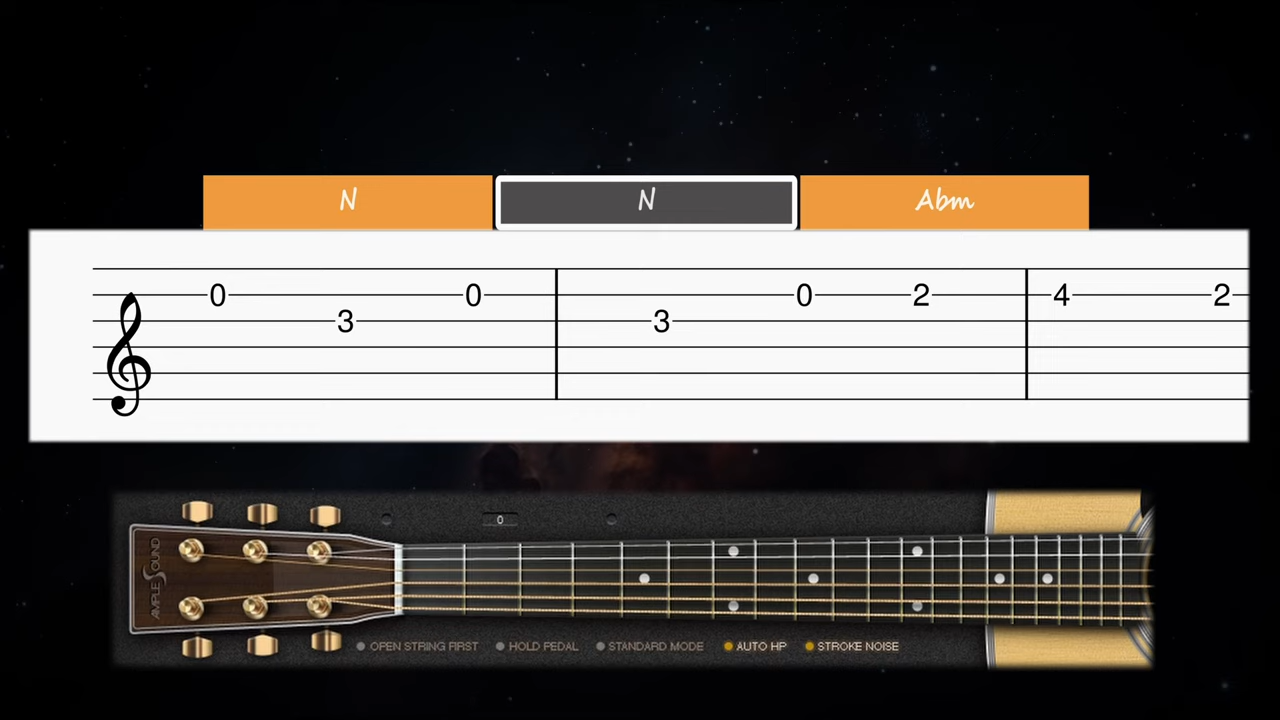 N N Abm
0 0 0 2 4 2
3 3
0
AMPLE SOUND
OPEN STRING FIRST HOLD PEDAL STANDARD MODE AUTO HP STROKE NOISE